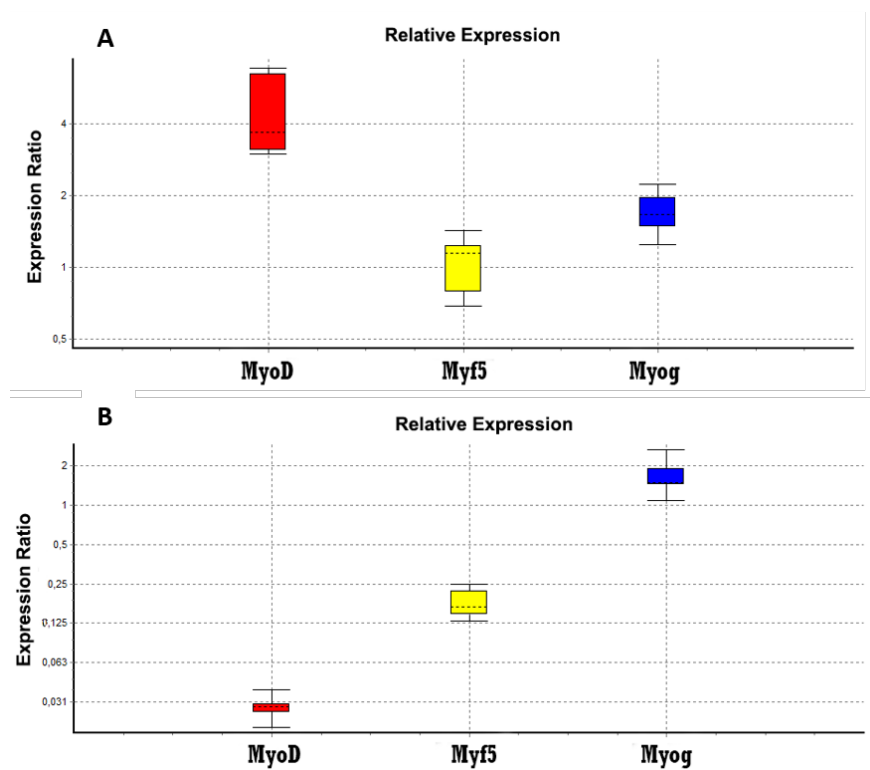 A
Relative Expression
Expression Ratio
4
2
1
0,5
MyoD Myf5 Myog
B
Relative Expression
Expression Ratio
2
1
0,5
0,25
0,125
0,063
0,031
MyoD Myf5 Myog